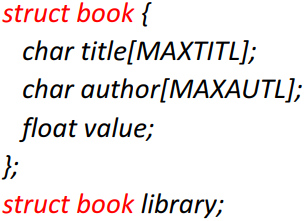 struct book {
char title[MAXTITL];
char author[MAXAUTL];
float value;
};
struct book library;